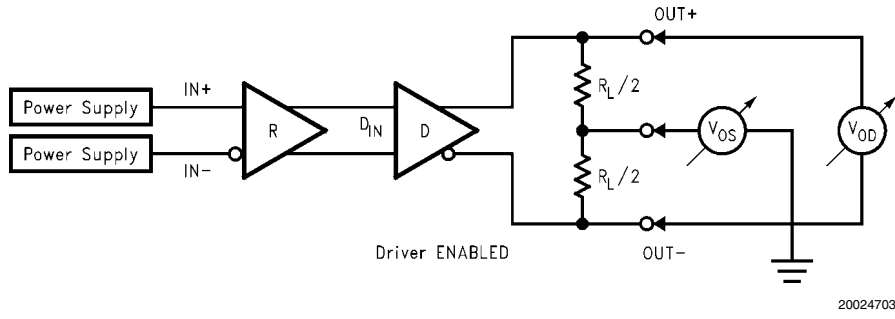 OUT+
Power Supply
IN+
R
D_IN
D
R_L/2
V_OS
V_OD
Power Supply
IN-
R_L/2
Driver ENABLED
OUT-
20024703